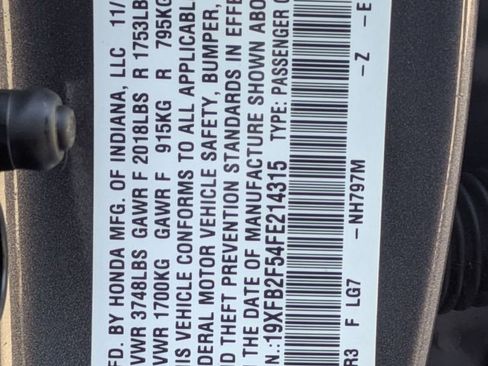 FD. BY HONDA MFG. OF INDIANA, LLC 11/
VWR 3748LBS GAWR F 2018LBS R 1753LB
VWR 1700KG GAWR F 915KG R 795KG
IS VEHICLE CONFORMS TO ALL APPLICABL
DERAL MOTOR VEHICLE SAFETY, BUMPER,
D THEFT PREVENTION STANDARDS IN EFFE
THE DATE OF MANUFACTURE SHOWN ABO
N.:19XFB2F54FE214315 TYPE: PASSENGER C
R3 F LG7 -NH797M -Z -E